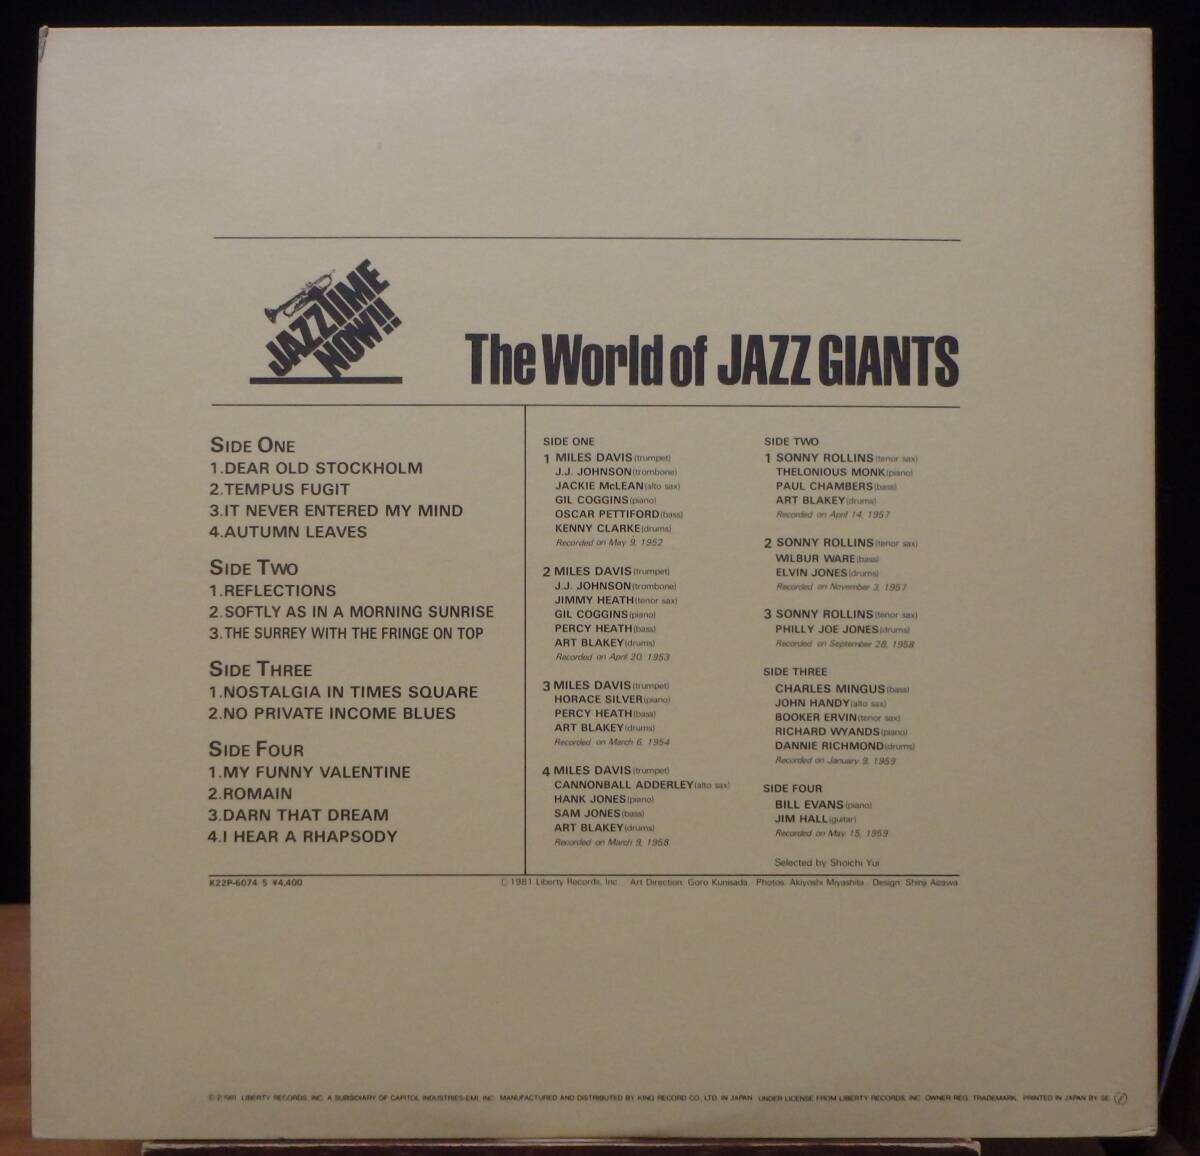 JAZZTIME
NOW!!
The World of JAZZ GIANTS
SIDE ONE
1.DEAR OLD STOCKHOLM
2.TEMPUS FUGIT
3.IT NEVER ENTERED MY MIND
4.AUTUMN LEAVES
SIDE TWO
1.REFLECTIONS
2.SOFTLY AS IN A MORNING SUNRISE
3.THE SURREY WITH THE FRINGE ON TOP
SIDE THREE
1.NOSTALGIA IN TIMES SQUARE
2.NO PRIVATE INCOME BLUES
SIDE FOUR
1.MY FUNNY VALENTINE
2.ROMAIN
3.DARN THAT DREAM
4.I HEAR A RHAPSODY
SIDE ONE
1 MILES DAVIS (trumpet)
J.J. JOHNSON (trombone)
JACKIE McLEAN (alto sax)
GIL COGGINS (piano)
OSCAR PETTIFORD (bass)
KENNY CLARKE (drums)
Recorded on May 9, 1952
2 MILES DAVIS (trumpet)
J.J. JOHNSON (trombone)
JIMMY HEATH (tenor sax)
GIL COGGINS (piano)
PERCY HEATH (bass)
ART BLAKEY (drums)
Recorded on April 20, 1953
3 MILES DAVIS (trumpet)
HORACE SILVER (piano)
PERCY HEATH (bass)
ART BLAKEY (drums)
Recorded on March 6, 1954
4 MILES DAVIS (trumpet)
CANNONBALL ADDERLEY (alto sax)
HANK JONES (piano)
SAM JONES (bass)
ART BLAKEY (drums)
Recorded on March 9, 1958
SIDE TWO
1 SONNY ROLLINS (tenor sax)
THELONIOUS MONK (piano)
PAUL CHAMBERS (bass)
ART BLAKEY (drums)
Recorded on April 14, 1957
2 SONNY ROLLINS (tenor sax)
WILBUR WARE (bass)
ELVIN JONES (drums)
Recorded on November 3, 1957
3 SONNY ROLLINS (tenor sax)
PHILLY JOE JONES (drums)
Recorded on September 28, 1958
SIDE THREE
CHARLES MINGUS (bass)
JOHN HANDY (alto sax)
BOOKER ERVIN (tenor sax)
RICHARD WYANDS (piano)
DANNIE RICHMOND (drums)
Recorded on January 9, 1959
SIDE FOUR
BILL EVANS (piano)
JIM HALL (guitar)
Recorded on May 15, 1959
Selected by Shoichi Yui
K22P-6074·5 ¥4,400
© 1981 Liberty Records, Inc. / Art Direction: Goro Kunisada / Photos: Akiyoshi Miyashita / Design: Shinji Aizawa
© ℗ 1981 LIBERTY RECORDS, INC. A SUBSIDIARY OF CAPITOL INDUSTRIES-EMI, INC. MANUFACTURED AND DISTRIBUTED BY KING RECORD CO., LTD. IN JAPAN. UNDER LICENSE FROM LIBERTY RECORDS, INC. OWNER REG. TRADEMARK. PRINTED IN JAPAN BY SE.